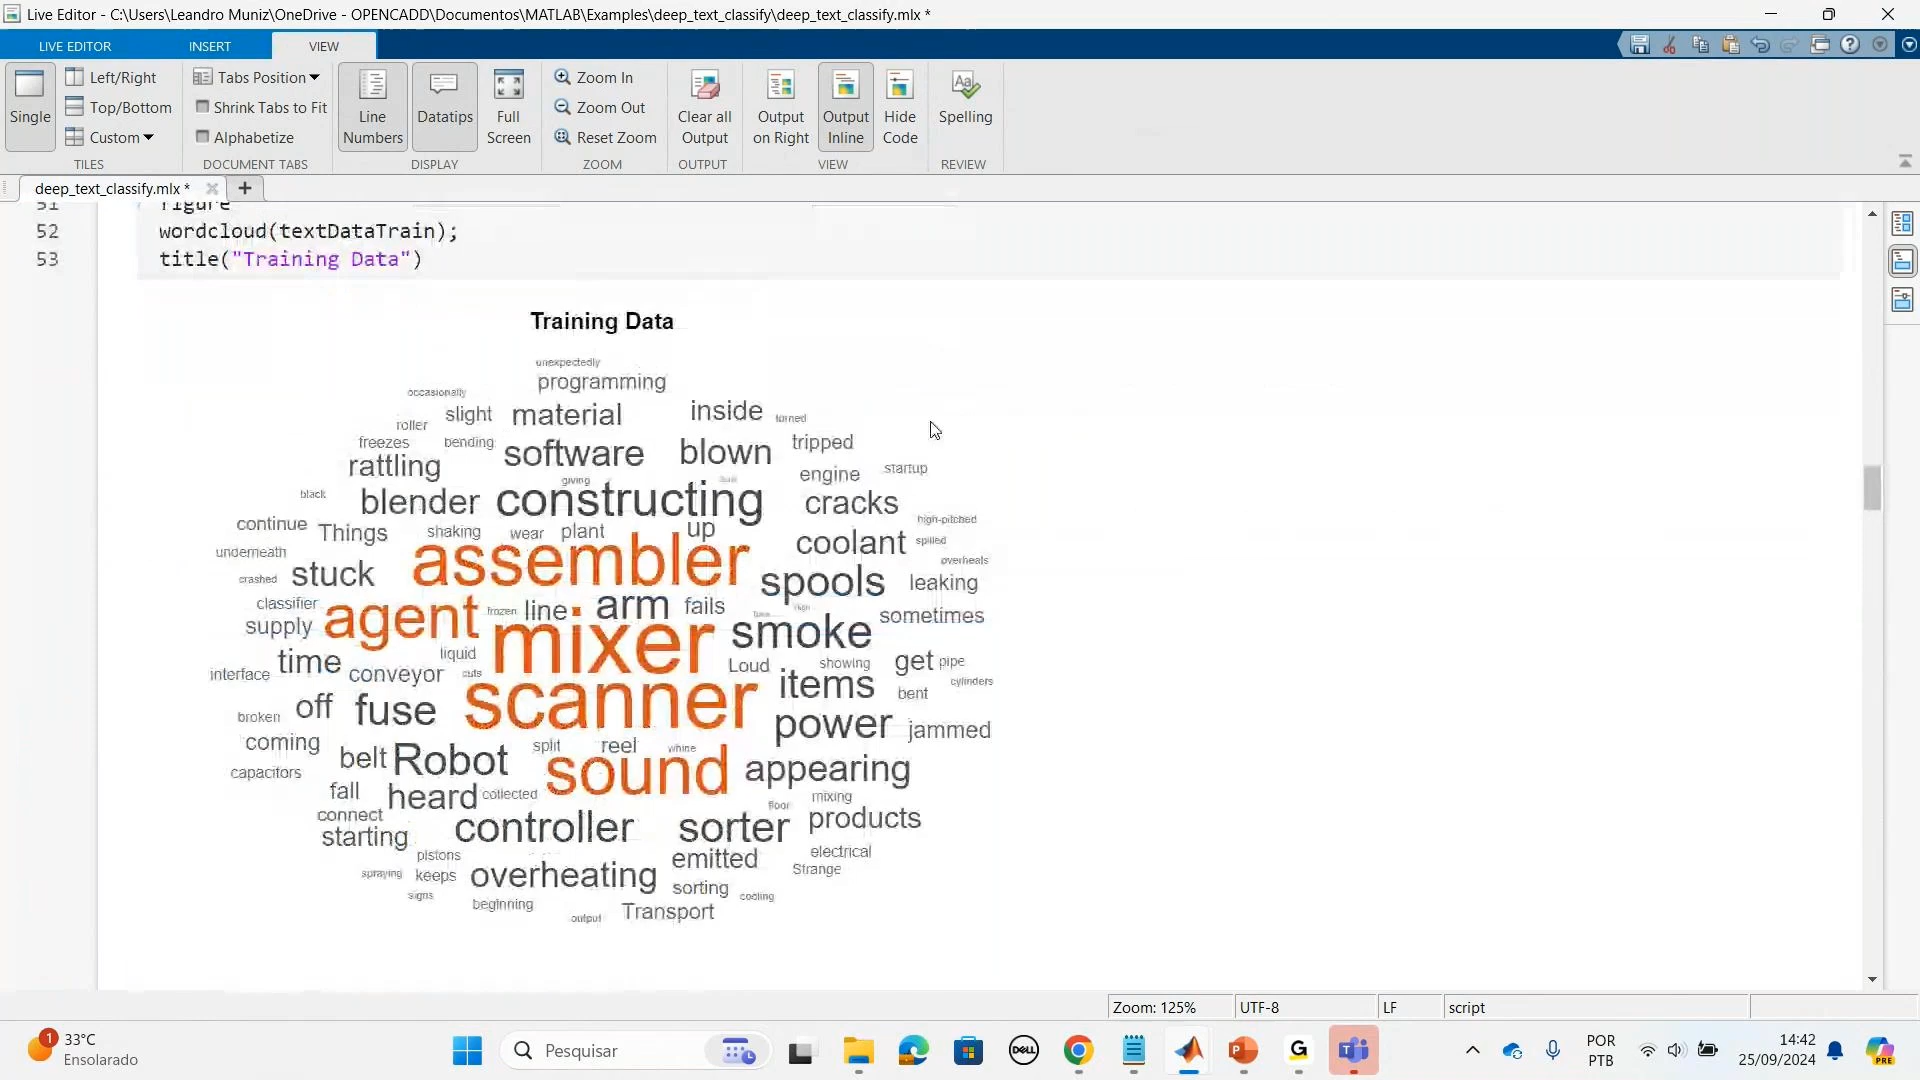 Live Editor - C:\Users\Leandro Muniz\OneDrive - OPENCADD\Documentos\MATLAB\Examples\deep_text_classify\deep_text_classify.mlx *
LIVE EDITOR INSERT VIEW
Single
Left/Right
Top/Bottom
Custom
TILES
Tabs Position
Shrink Tabs to Fit
Alphabetize
DOCUMENT TABS
Line Numbers
Datatips
Full Screen
DISPLAY
Zoom In
Zoom Out
Reset Zoom
ZOOM
Clear all Output
OUTPUT
Output on Right
Output Inline
Hide Code
VIEW
Spelling
REVIEW
deep_text_classify.mlx *
51 figure
52 wordcloud(textDataTrain);
53 title("Training Data")
Training Data
unexpectedly
programming
occasionally
slight material inside turned
roller
freezes bending software blown tripped
rattling engine startup
giving
black blender constructing cracks
continue Things shaking wear plant up high-pitched
underneath assembler coolant spilled
crashed stuck spools overheats leaking
classifier agent frozen line arm fails sometimes
supply mixer smoke
time liquid Loud showing get pipe
interface conveyor cuts items bent cylinders
off fuse scanner power jammed
broken
coming belt Robot split reel whine
capacitors sound appearing
fall heard collected floor mixing
connect controller sorter products
starting
pistons emitted electrical
spraying keeps overheating sorting Strange
signs beginning cooling
output Transport
Zoom: 125% UTF-8 LF script
1
33°C
Ensolarado
Pesquisar
DELL
POR
PTB
14:42
25/09/2024
PRE